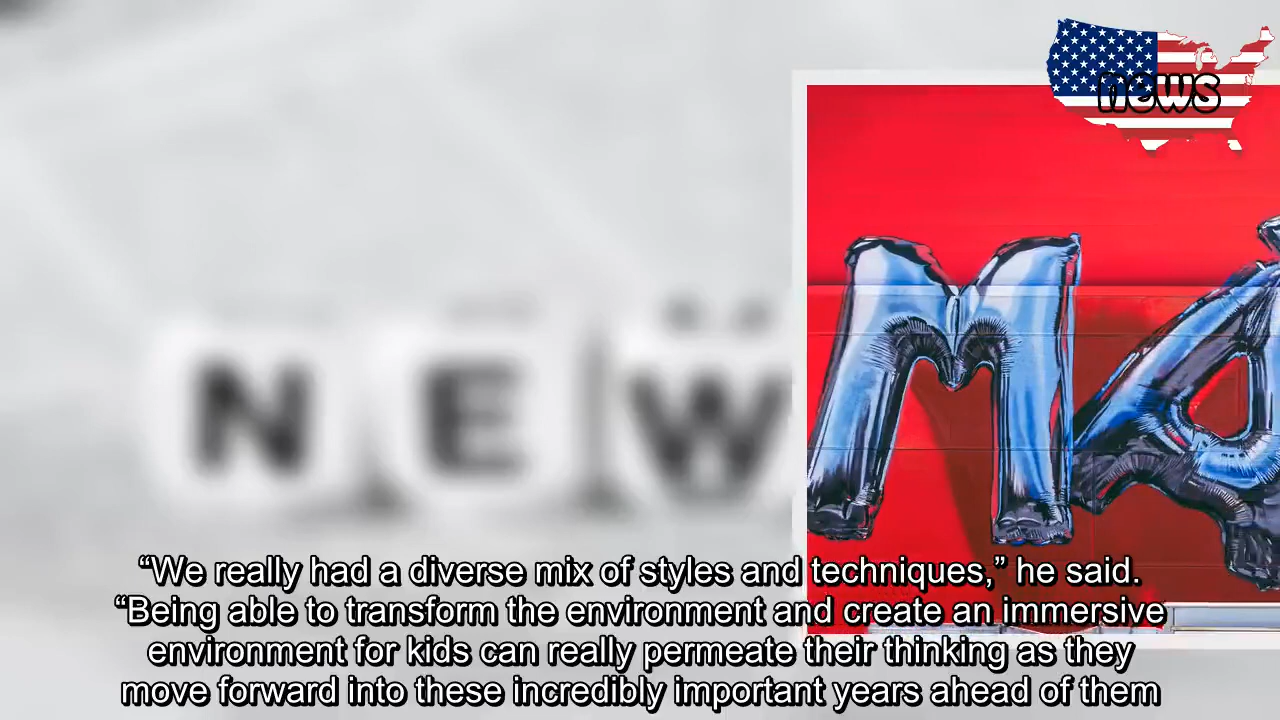 news
N E W
MA
“We really had a diverse mix of styles and techniques,” he said.
“Being able to transform the environment and create an immersive
environment for kids can really permeate their thinking as they
move forward into these incredibly important years ahead of them